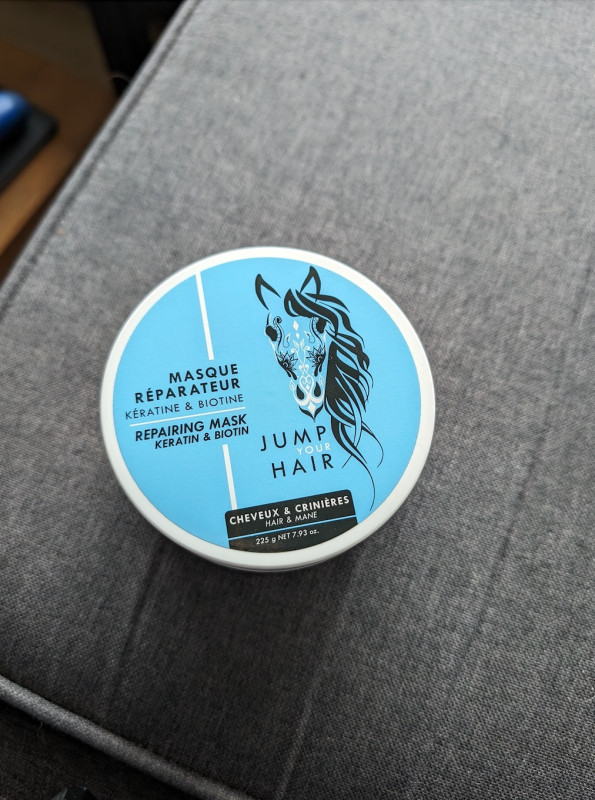 MASQUE
RÉPARATEUR
KÉRATINE & BIOTINE
REPAIRING MASK
KERATIN & BIOTIN
JUMP
YOUR
HAIR
CHEVEUX & CRINIÈRES
HAIR & MANE
225 g NET 7.93 oz.